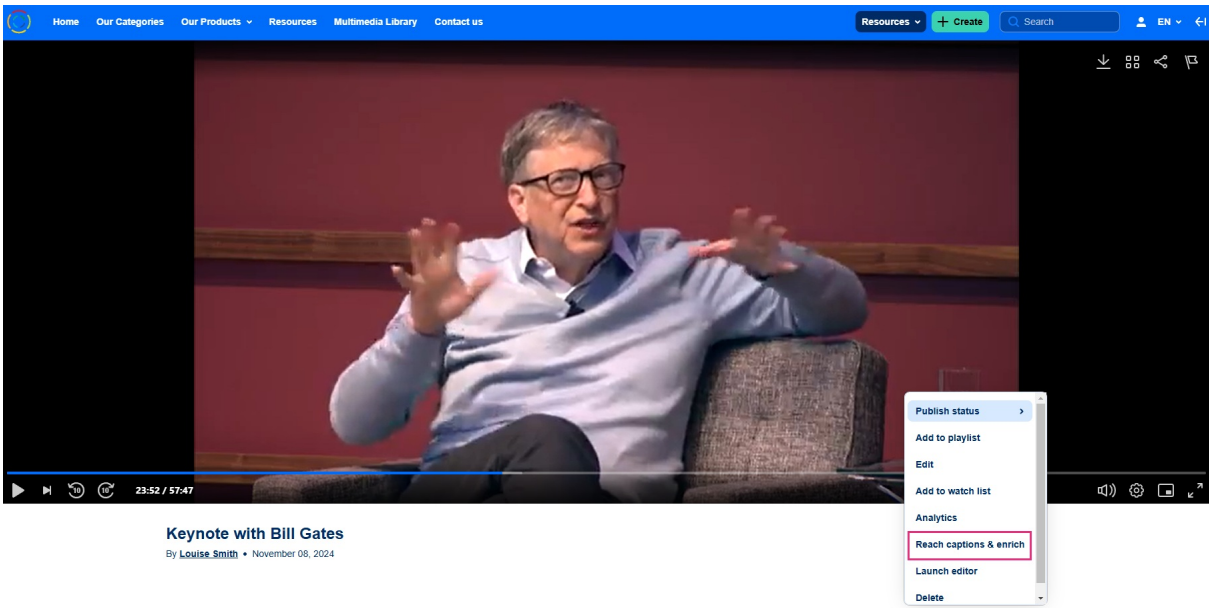 Home Our Categories Our Products Resources Multimedia Library Contact us Resources + Create Search EN
10 10 23:52 / 57:47
Publish status
Add to playlist
Edit
Add to watch list
Analytics
Reach captions & enrich
Launch editor
Delete
Keynote with Bill Gates
By Louise Smith • November 08, 2024